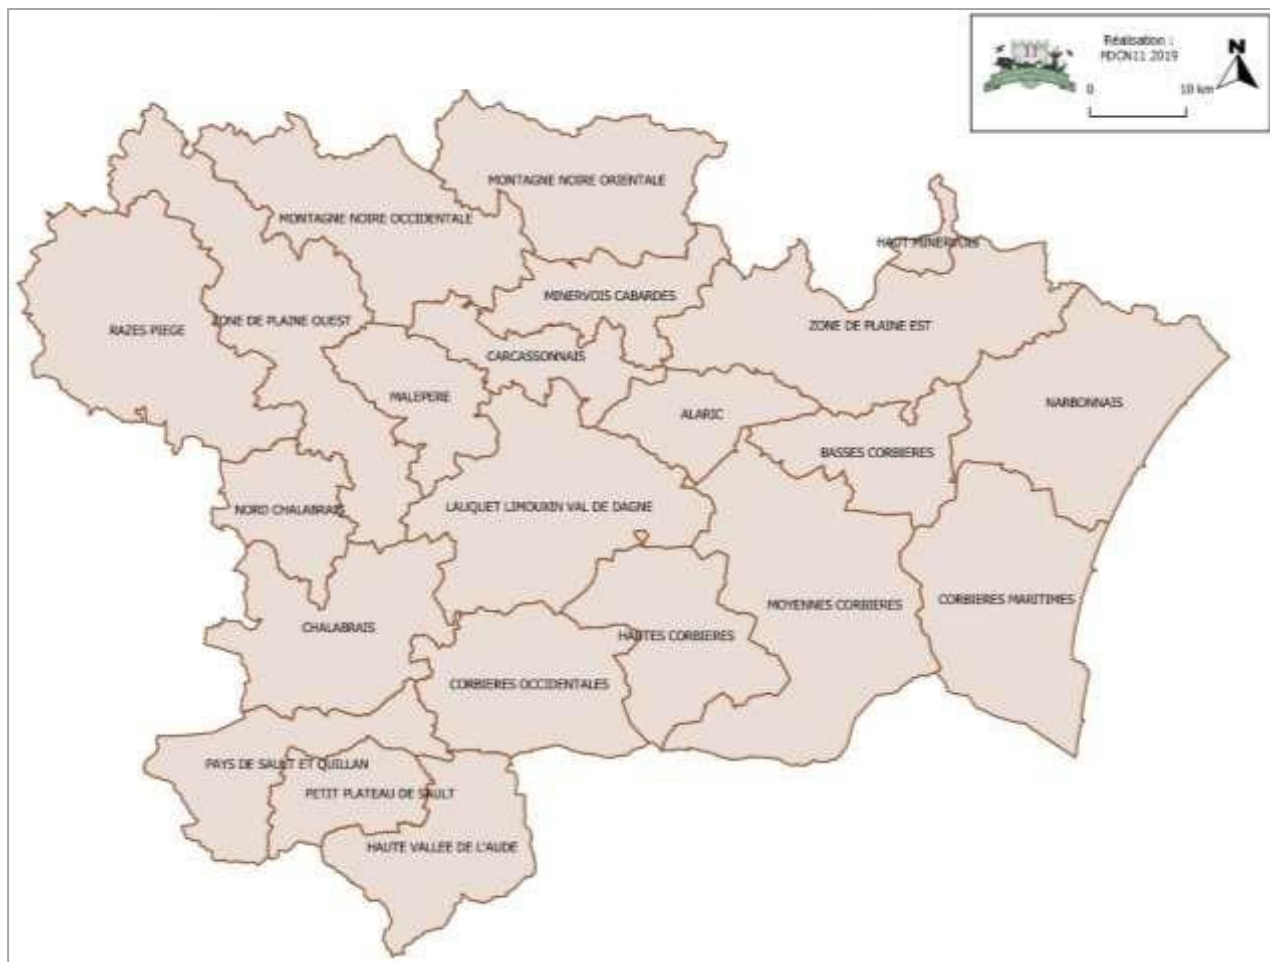 Réalisation :
FDCN11 2019
N
0 10 km
11
MONTAGNE NOIRE ORIENTALE
MONTAGNE NOIRE OCCIDENTALE
HAUT MINERVOIS
MINERVOIS CABARDES
ZONE DE PLAINE OUEST
ZONE DE PLAINE EST
RAZES PIEGE
CARCASSONNAIS
MALEPERE
NARBONNAIS
ALARIC
BASSES CORBIERES
LAUQUET LIMOUXIN VAL DE DAGNE
NORD CHALABRAIS
CORBIERES MARITIMES
MOYENNES CORBIERES
CHALABRAIS
HAUTES CORBIERES
CORBIERES OCCIDENTALES
PAYS DE SAULT ET QUILLAN
PETIT PLATEAU DE SAULT
HAUTE VALLEE DE L'AUDE